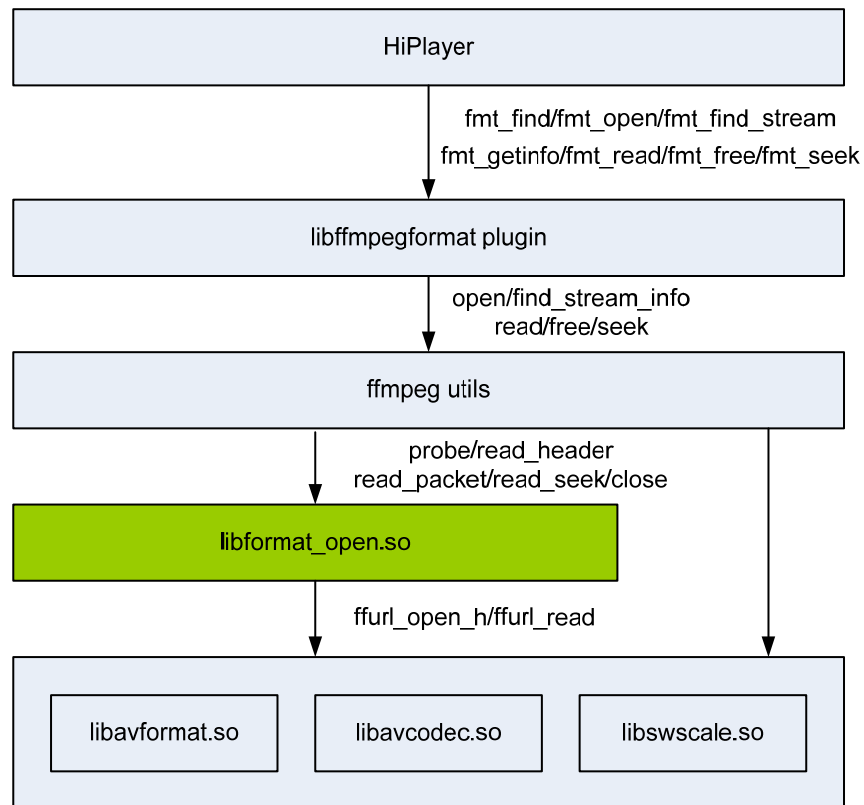 HiPlayer
fmt_find/fmt_open/fmt_find_stream
fmt_getinfo/fmt_read/fmt_free/fmt_seek
libffmpegformat plugin
open/find_stream_info
read/free/seek
ffmpeg utils
probe/read_header
read_packet/read_seek/close
libformat_open.so
ffurl_open_h/ffurl_read
libavformat.so
libavcodec.so
libswscale.so